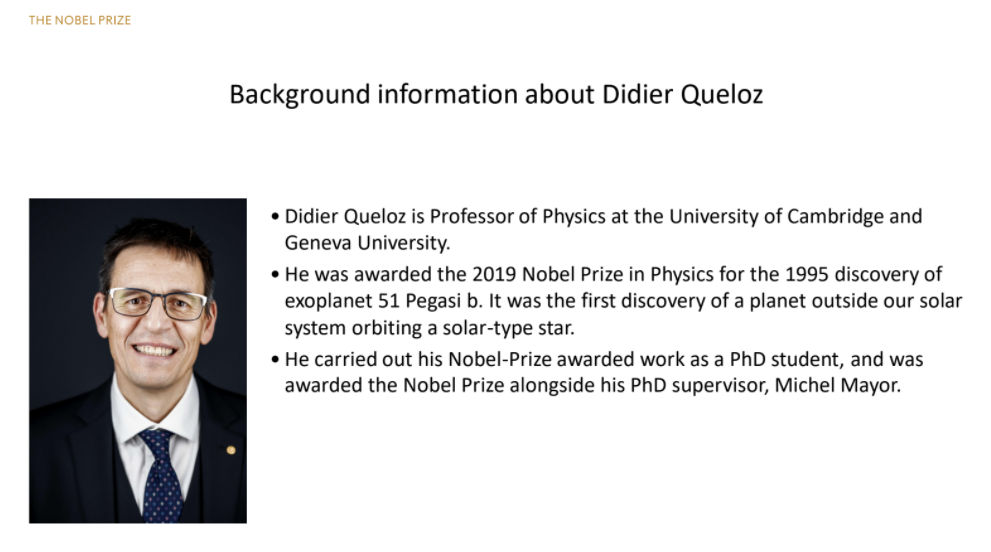 THE NOBEL PRIZE
Background information about Didier Queloz
• Didier Queloz is Professor of Physics at the University of Cambridge and
Geneva University.
• He was awarded the 2019 Nobel Prize in Physics for the 1995 discovery of
exoplanet 51 Pegasi b. It was the first discovery of a planet outside our solar
system orbiting a solar-type star.
• He carried out his Nobel-Prize awarded work as a PhD student, and was
awarded the Nobel Prize alongside his PhD supervisor, Michel Mayor.